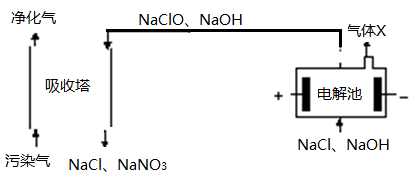 净化气
NaClO、NaOH
气体X
吸收塔
+
电解池
−
污染气
NaCl、NaNO₃
NaCl、NaOH